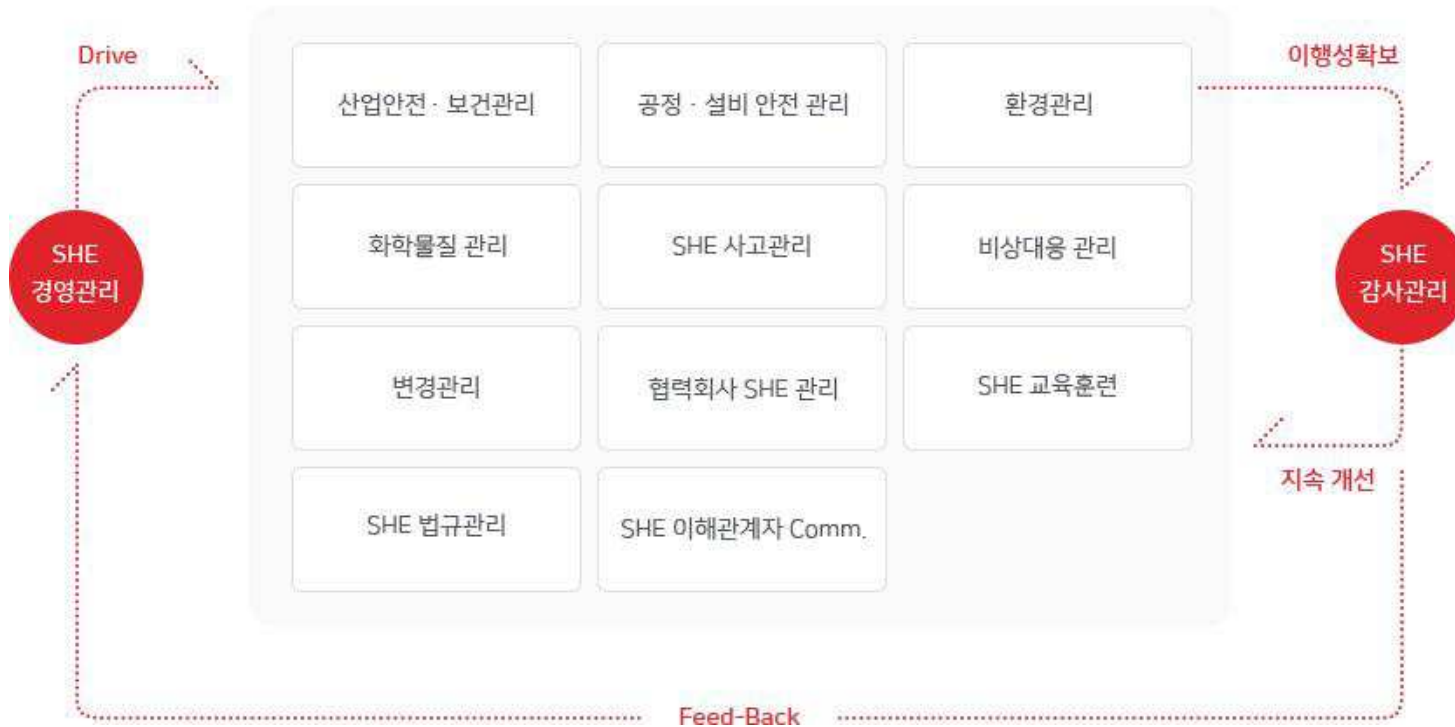 Drive
이행성확보
산업안전 · 보건관리
공정 · 설비 안전 관리
환경관리
화학물질 관리
SHE 사고관리
비상대응 관리
SHE
경영관리
SHE
감사관리
변경관리
협력회사 SHE 관리
SHE 교육훈련
지속 개선
SHE 법규관리
SHE 이해관계자 Comm.
Feed-Back